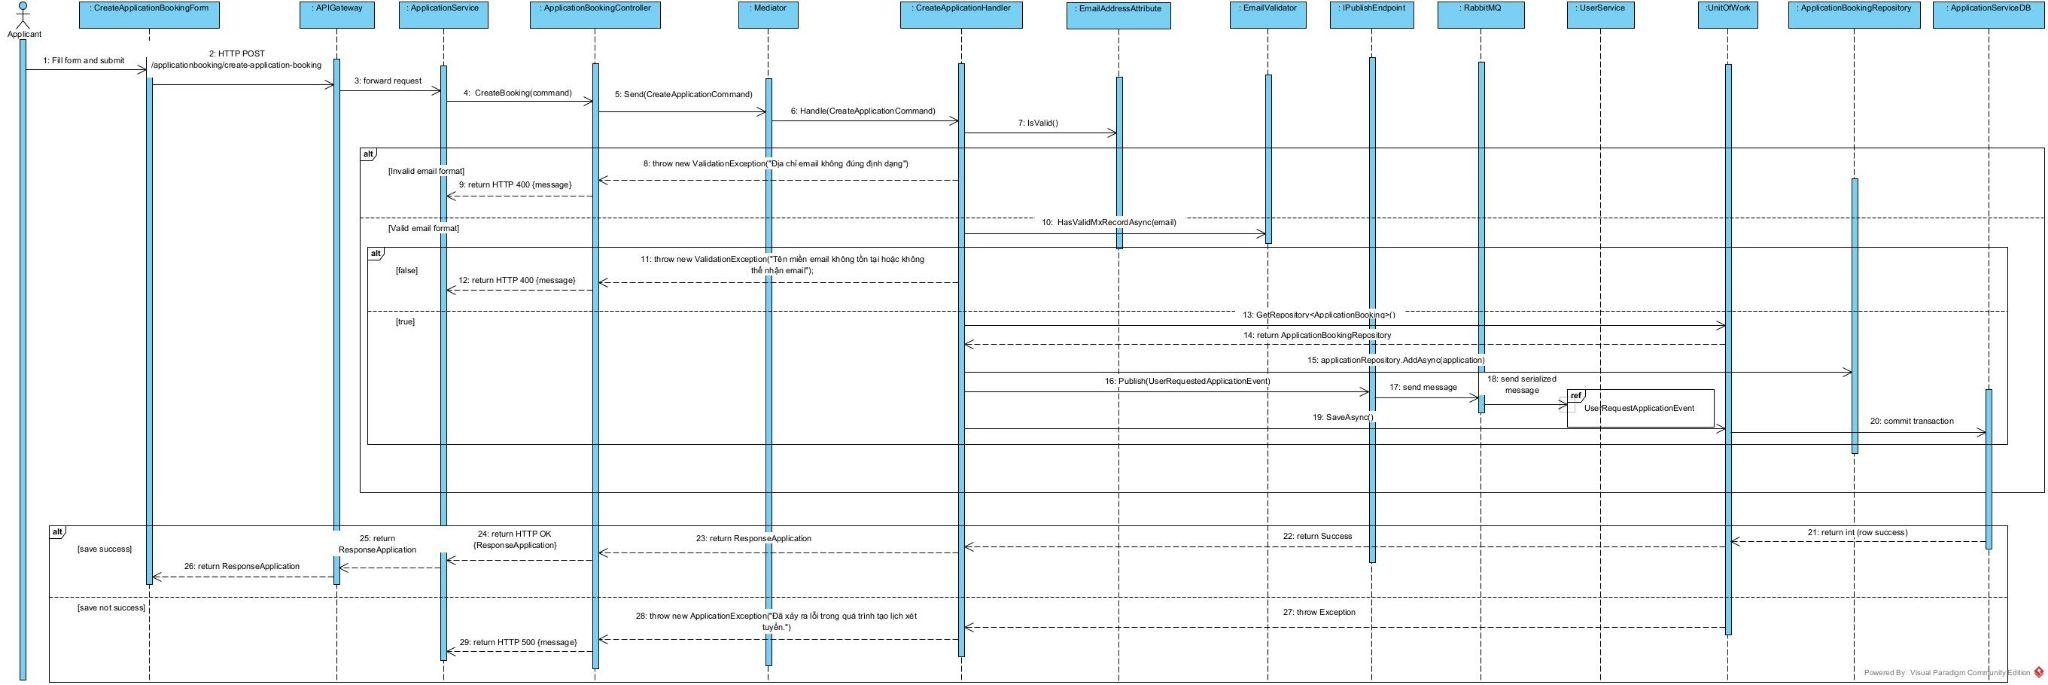 Applicant
: CreateApplicationBookingForm
: APIGateway
: ApplicationService
: ApplicationBookingController
: Mediator
: CreateApplicationHandler
: EmailAddressAttribute
: EmailValidator
: IPublishEndpoint
: RabbitMQ
: UserService
:UnitOfWork
: ApplicationBookingRepository
: ApplicationServiceDB
1: Fill form and submit
2: HTTP POST
/applicationbooking/create-application-booking
3: forward request
4: CreateBooking(command)
5: Send(CreateApplicationCommand)
6: Handle(CreateApplicationCommand)
7: IsValid()
alt
[Invalid email format]
8: throw new ValidationException("Địa chỉ email không đúng định dạng")
9: return HTTP 400 {message}
[Valid email format]
10: HasValidMxRecordAsync(email)
alt
[false]
11: throw new ValidationException("Tên miền email không tồn tại hoặc không
thể nhận email");
12: return HTTP 400 {message}
[true]
13: GetRepository<ApplicationBooking>()
14: return ApplicationBookingRepository
15: applicationRepository.AddAsync(application)
16: Publish(UserRequestedApplicationEvent)
17: send message
18: send serialized
message
ref
UserRequestApplicationEvent
19: SaveAsync()
20: commit transaction
alt
[save success]
21: return int (row success)
22: return Success
23: return ResponseApplication
24: return HTTP OK
{ResponseApplication}
25: return
ResponseApplication
26: return ResponseApplication
[save not success]
27: throw Exception
28: throw new ApplicationException("Đã xảy ra lỗi trong quá trình tạo lịch xét
tuyển.")
29: return HTTP 500 {message}
Powered By: Visual Paradigm Community Edition